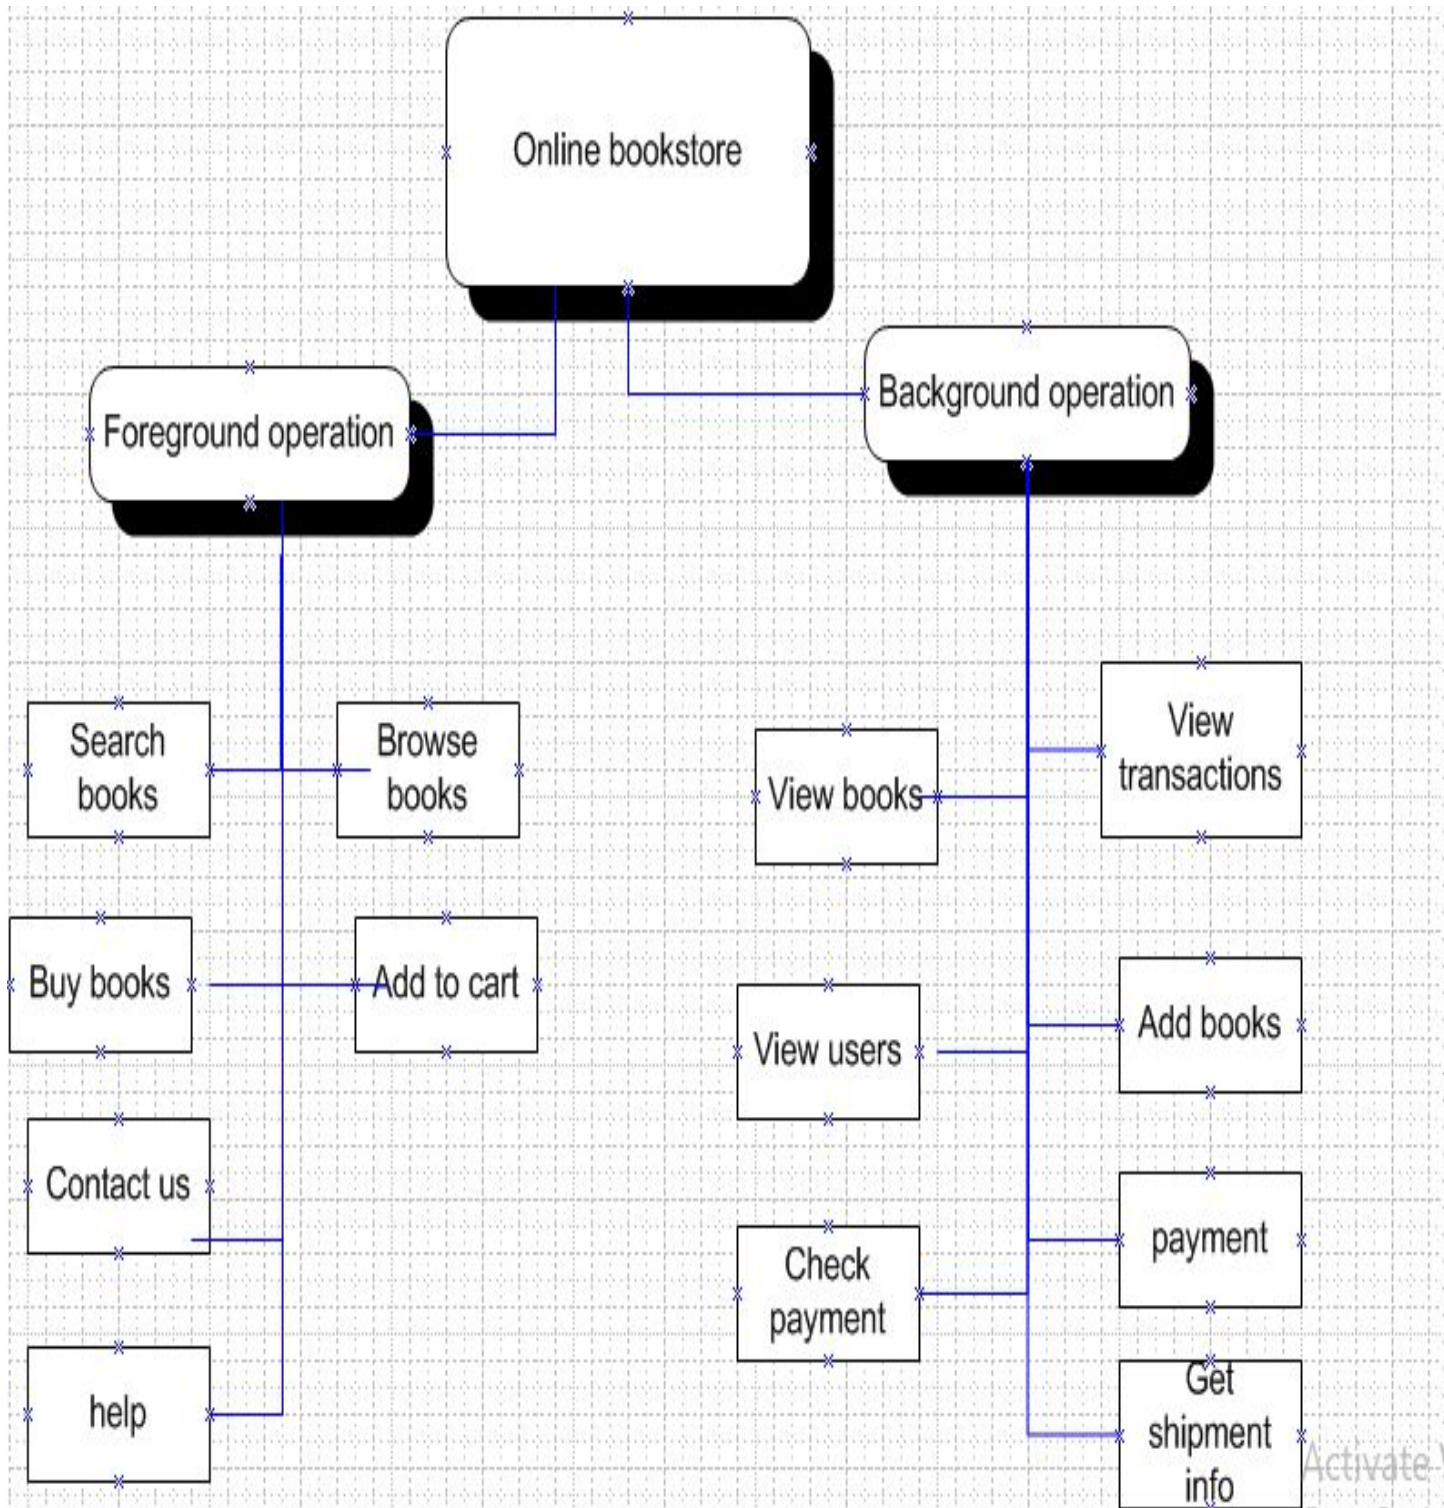 Online bookstore
Background operation
Foreground operation
Search
books
Browse
books
View books
View
transactions
Buy books
Add to cart
View users
Add books
Contact us
Check
payment
payment
help
Get
shipment
info
Activate